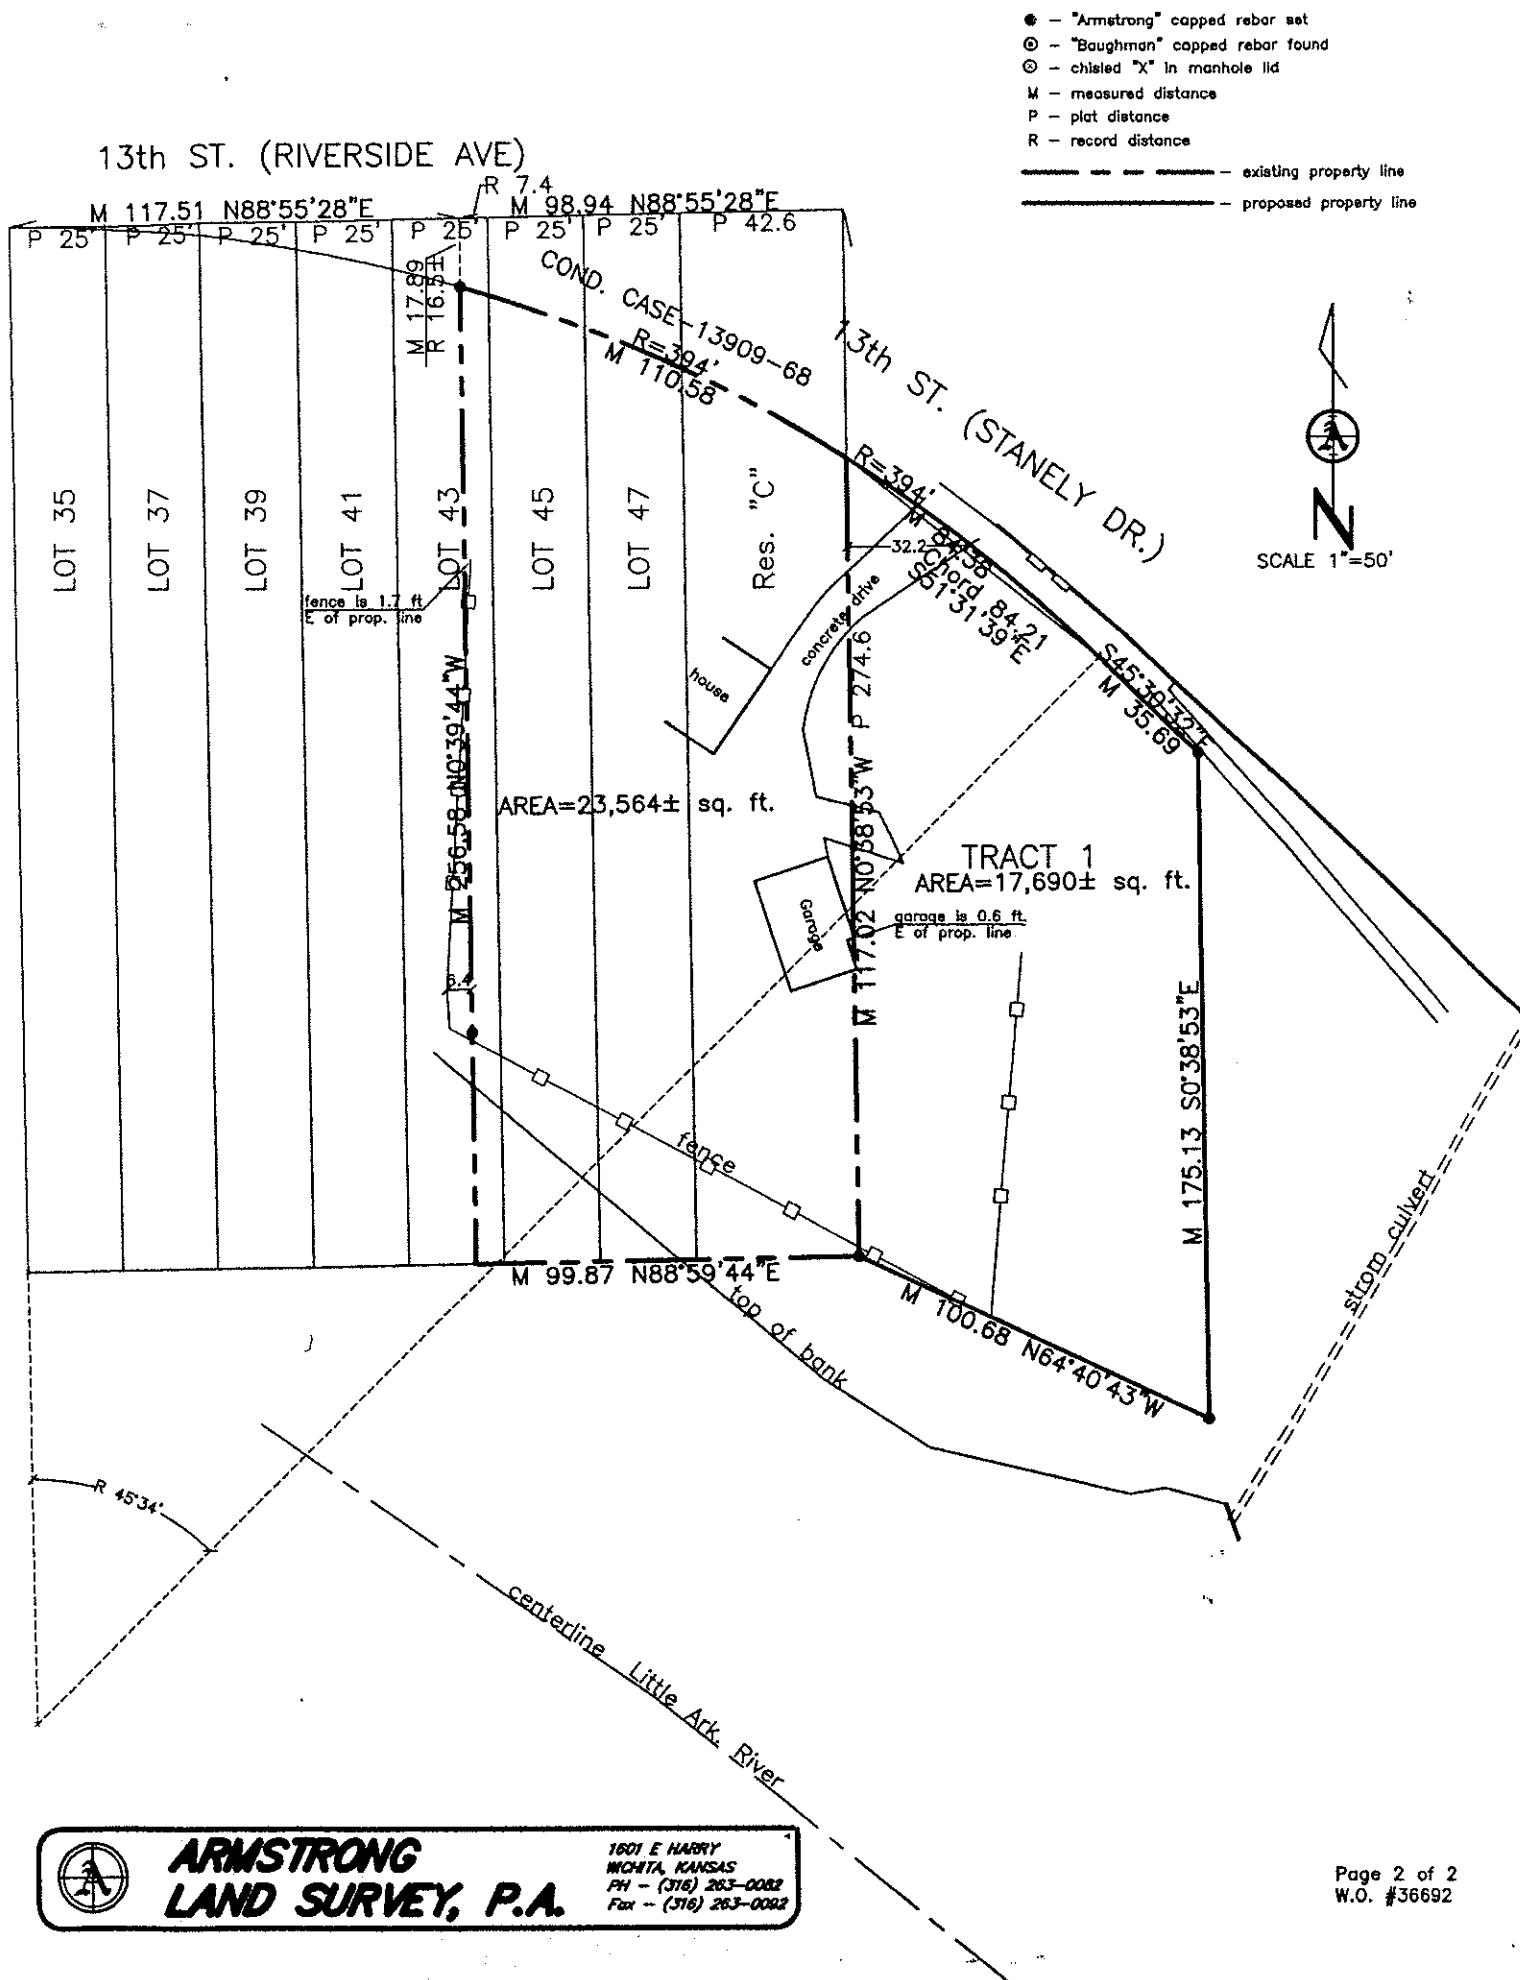 - "Armstrong" capped rebar set
- "Baughman" capped rebar found
- chisled "X" in manhole lid
M - measured distance
P - plat distance
R - record distance
- existing property line
- proposed property line
13th ST. (RIVERSIDE AVE)
R 7.4
M 117.51 N88°55'28"E
M 98.94 N88°55'28"E
P 25'
P 25'
P 25'
P 25'
P 25'
P 25'
P 25'
P 42.6
M 17.89
R 16.5±
COND. CASE-13909-68
R=394'
M 110.58
13th ST. (STANELY DR.)
SCALE 1"=50'
N
LOT 35
LOT 37
LOT 39
LOT 41
LOT 43
LOT 45
LOT 47
Res. "C"
R=394'
M 84.38
Chord 84.21
S51°31'39"E
32.2
fence is 1.7 ft
E of prop. line
concrete drive
house
P 274.6
S45°30'32"E
M 35.69
M 256.58 N0°39'44"W
AREA=23,564± sq. ft.
TRACT 1
AREA=17,690± sq. ft.
Garage
garage is 0.6 ft.
E of prop. line
N0°38'53"W
6.4
M 175.13 S0°38'53"E
fence
M 99.87 N88°59'44"E
M 100.68 N64°40'43"W
top of bank
strom culvert
R 45°34'
centerline Little Ark. River
A
ARMSTRONG
LAND SURVEY, P.A.
1601 E HARRY
WICHITA, KANSAS
PH - (316) 263-0082
Fax - (316) 263-0092
Page 2 of 2
W.O. #36692